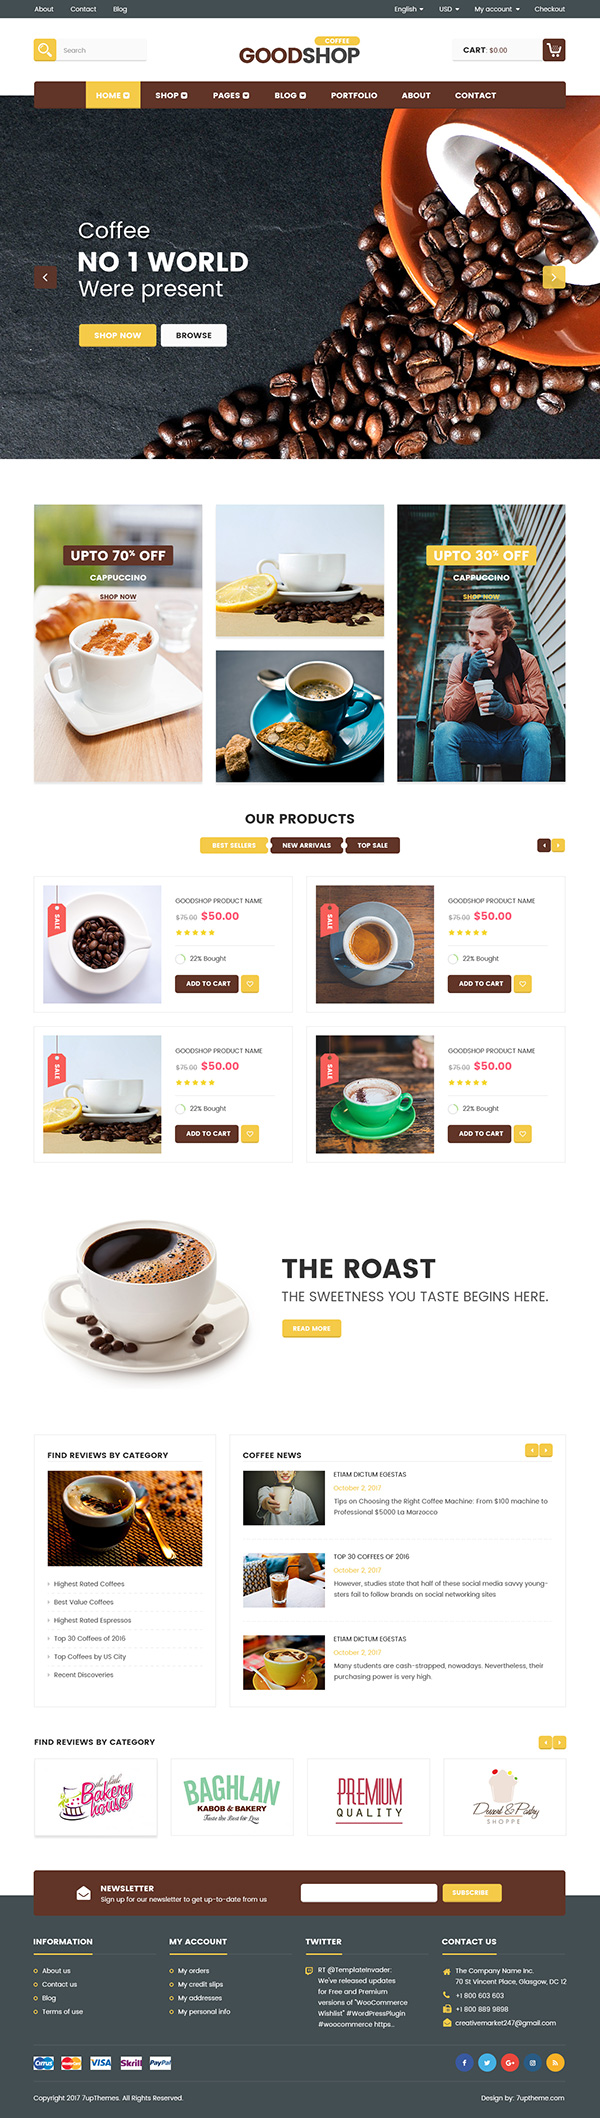 About Contact Blog English USD My account Checkout
Search
COFFEE
GOODSHOP
CART: $0.00
HOME SHOP PAGES BLOG PORTFOLIO ABOUT CONTACT
Coffee
NO 1 WORLD
Were present
SHOP NOW BROWSE
UPTO 70% OFF
CAPPUCCINO
SHOP NOW
UPTO 30% OFF
CAPPUCCINO
SHOP NOW
OUR PRODUCTS
BEST SELLERS NEW ARRIVALS TOP SALE
SALE
GOODSHOP PRODUCT NAME
$75.00 $50.00
22% Bought
ADD TO CART
SALE
GOODSHOP PRODUCT NAME
$75.00 $50.00
22% Bought
ADD TO CART
SALE
GOODSHOP PRODUCT NAME
$75.00 $50.00
22% Bought
ADD TO CART
SALE
GOODSHOP PRODUCT NAME
$75.00 $50.00
22% Bought
ADD TO CART
THE ROAST
THE SWEETNESS YOU TASTE BEGINS HERE.
READ MORE
FIND REVIEWS BY CATEGORY
Highest Rated Coffees
Best Value Coffees
Highest Rated Espressos
Top 30 Coffees of 2016
Top Coffees by US City
Recent Discoveries
COFFEE NEWS
ETIAM DICTUM EGESTAS
October 2, 2017
Tips on Choosing the Right Coffee Machine: From $100 machine to
Professional $5000 La Marzocco
TOP 30 COFFEES OF 2016
October 2, 2017
However, studies state that half of these social media savvy young-
sters fail to follow brands on social networking sites
ETIAM DICTUM EGESTAS
October 2, 2017
Many students are cash-strapped, nowadays. Nevertheless, their
purchasing power is very high.
FIND REVIEWS BY CATEGORY
the little
Bakery
house
BAGHLAN
KABOB & BAKERY
Taste the Best for Less
PREMIUM
QUALITY
Dessert & Pastry
SHOPPE
NEWSLETTER
Sign up for our newsletter to get up-to-date from us
SUBSCRIBE
INFORMATION
About us
Contact us
Blog
Terms of use
MY ACCOUNT
My orders
My credit slips
My addresses
My personal info
TWITTER
RT @TemplateInvader:
We've released updates
for Free and Premium
versions of "WooCommerce
Wishlist" #WordPressPlugin
#woocommerce https...
CONTACT US
The Company Name Inc.
70 St Vincent Place, Glasgow, DC 12
+1 800 603 603
+1 800 889 9898
creativemarket247@gmail.com
Cirrus MasterCard VISA Skrill PayPal
Copyright 2017 7upThemes. All Rights Reserved.
Design by: 7uptheme.com